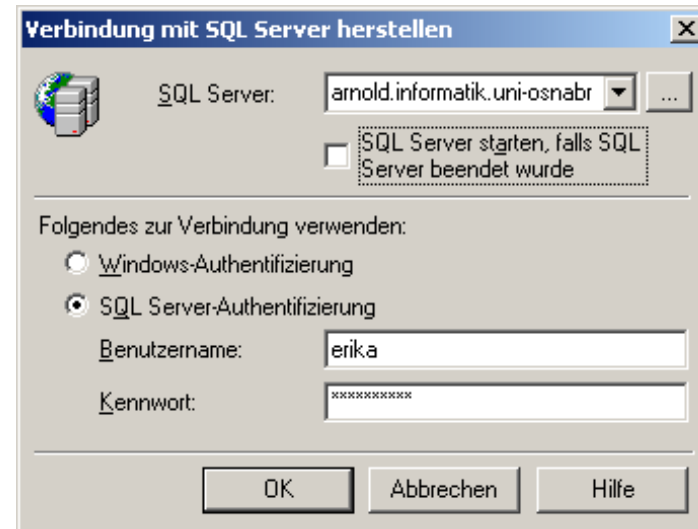 Verbindung mit SQL Server herstellen
SQL Server: arnold.informatik.uni-osnabr ...
SQL Server starten, falls SQL
Server beendet wurde
Folgendes zur Verbindung verwenden:
Windows-Authentifizierung
SQL Server-Authentifizierung
Benutzername: erika
Kennwort: **********
OK Abbrechen Hilfe